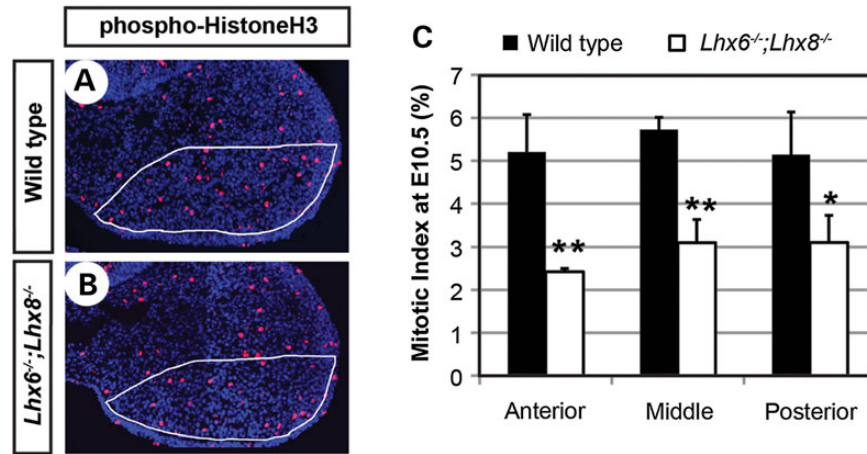 phospho-HistoneH3
Wild type
A
Lhx6-/-;Lhx8-/-
B
C
Wild type
Lhx6-/-;Lhx8-/-
Mitotic Index at E10.5 (%)
7
6
5
4
3
2
1
0
**
**
*
Anterior
Middle
Posterior